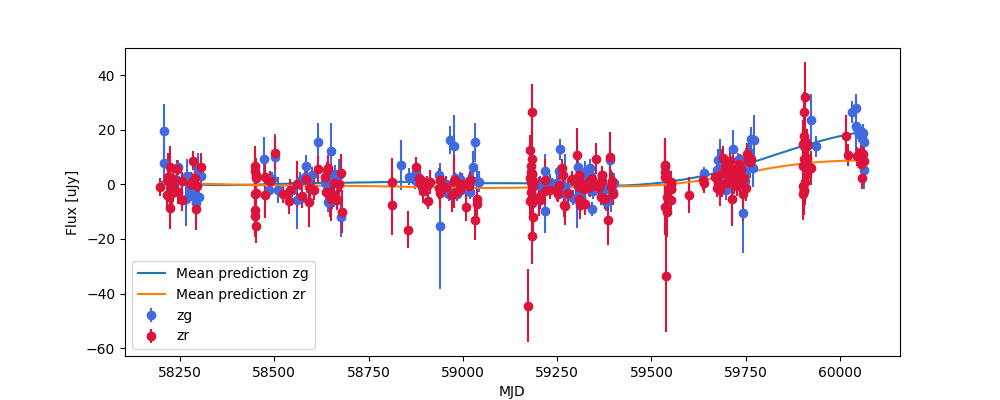 40
20
0
−20
−40
−60
Flux [uJy]
Mean prediction zg
Mean prediction zr
zg
zr
58250
58500
58750
59000
59250
59500
59750
60000
MJD